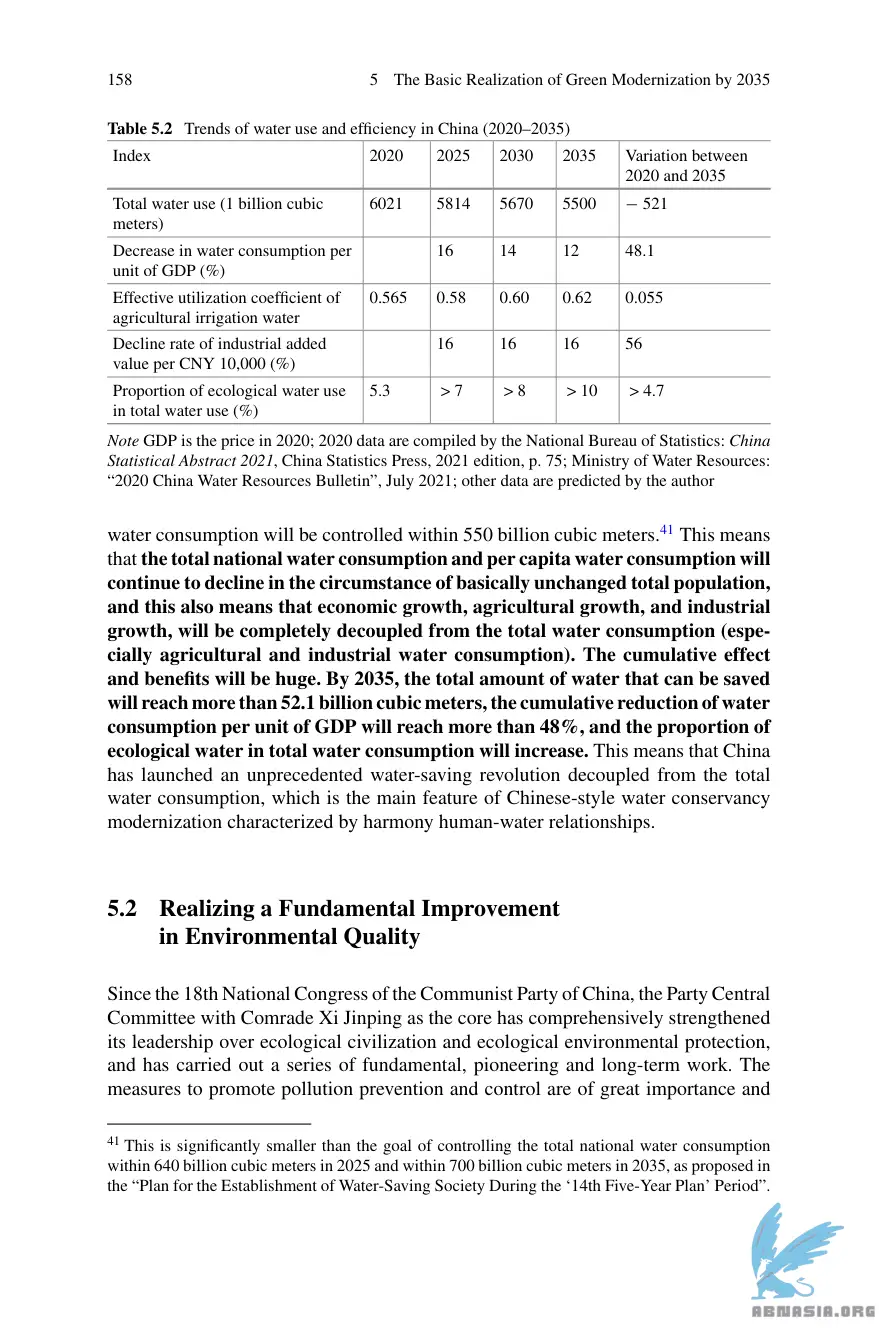 158
5 The Basic Realization of Green Modernization by 2035
Table 5.2 Trends of water use and efficiency in China (2020–2035)
Index 2020 2025 2030 2035 Variation between
2020 and 2035
Total water use (1 billion cubic
meters) 6021 5814 5670 5500 − 521
Decrease in water consumption per
unit of GDP (%) 16 14 12 48.1
Effective utilization coefficient of
agricultural irrigation water 0.565 0.58 0.60 0.62 0.055
Decline rate of industrial added
value per CNY 10,000 (%) 16 16 16 56
Proportion of ecological water use
in total water use (%) 5.3 > 7 > 8 > 10 > 4.7
Note GDP is the price in 2020; 2020 data are compiled by the National Bureau of Statistics: China
Statistical Abstract 2021, China Statistics Press, 2021 edition, p. 75; Ministry of Water Resources:
“2020 China Water Resources Bulletin”, July 2021; other data are predicted by the author
water consumption will be controlled within 550 billion cubic meters.41 This means
that the total national water consumption and per capita water consumption will
continue to decline in the circumstance of basically unchanged total population,
and this also means that economic growth, agricultural growth, and industrial
growth, will be completely decoupled from the total water consumption (espe-
cially agricultural and industrial water consumption). The cumulative effect
and benefits will be huge. By 2035, the total amount of water that can be saved
will reach more than 52.1 billion cubic meters, the cumulative reduction of water
consumption per unit of GDP will reach more than 48%, and the proportion of
ecological water in total water consumption will increase. This means that China
has launched an unprecedented water-saving revolution decoupled from the total
water consumption, which is the main feature of Chinese-style water conservancy
modernization characterized by harmony human-water relationships.
5.2 Realizing a Fundamental Improvement
in Environmental Quality
Since the 18th National Congress of the Communist Party of China, the Party Central
Committee with Comrade Xi Jinping as the core has comprehensively strengthened
its leadership over ecological civilization and ecological environmental protection,
and has carried out a series of fundamental, pioneering and long-term work. The
measures to promote pollution prevention and control are of great importance and
41 This is significantly smaller than the goal of controlling the total national water consumption
within 640 billion cubic meters in 2025 and within 700 billion cubic meters in 2035, as proposed in
the “Plan for the Establishment of Water-Saving Society During the ‘14th Five-Year Plan’ Period”.
ABNASIA.ORG